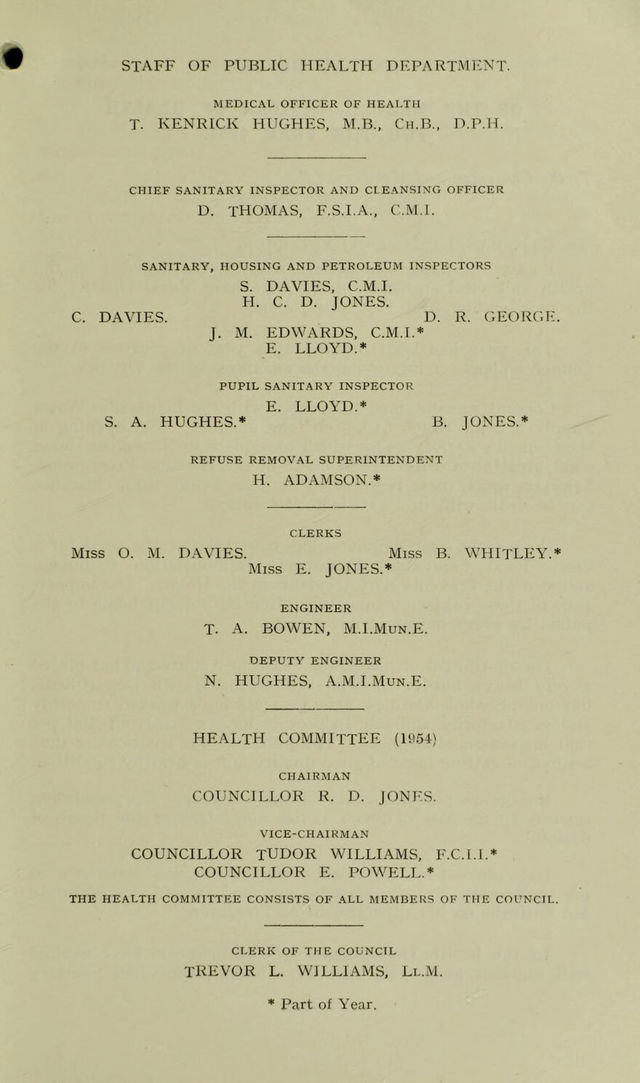 STAFF OF PUBLIC HEALTH DEPARTMENT.
MEDICAL OFFICER OF HEALTH
T. KENRICK HUGHES, M.B., Ch.B., D.P.H.
CHIEF SANITARY INSPECTOR AND CLEANSING OFFICER
D. THOMAS, F.S.I.A., C.M.I.
SANITARY, HOUSING AND PETROLEUM INSPECTORS
S. DAVIES, C.M.I.
H. C. D. JONES.
C. DAVIES. D. R. GEORGE.
J. M. EDWARDS, C.M.I.*
E. LLOYD.*
PUPIL SANITARY INSPECTOR
E. LLOYD.*
S. A. HUGHES.* B. JONES.*
REFUSE REMOVAL SUPERINTENDENT
H. ADAMSON.*
CLERKS
Miss O. M. DAVIES. Miss B. WHITLEY.*
Miss E. JONES.*
ENGINEER
T. A. BOWEN, M.I.Mun.E.
DEPUTY ENGINEER
N. HUGHES, A.M.I.Mun.E.
HEALTH COMMITTEE (1954)
CHAIRMAN
COUNCILLOR R. D. JONES.
VICE-CHAIRMAN
COUNCILLOR TUDOR WILLIAMS, F.C.I.I.*
COUNCILLOR E. POWELL.*
THE HEALTH COMMITTEE CONSISTS OF ALL MEMBERS OF THE COUNCIL.
CLERK OF THE COUNCIL
TREVOR L. WILLIAMS, Ll.M.
* Part of Year.